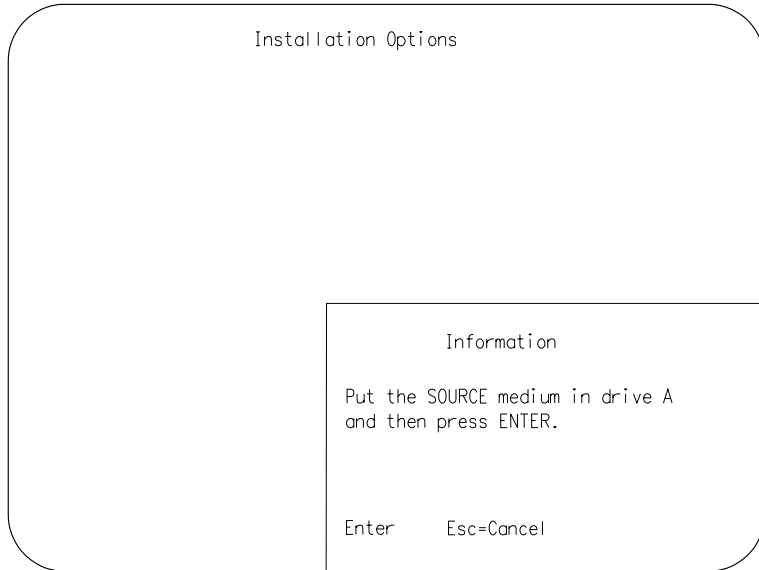 Installation Options
Information
Put the SOURCE medium in drive A
and then press ENTER.
Enter Esc=Cancel